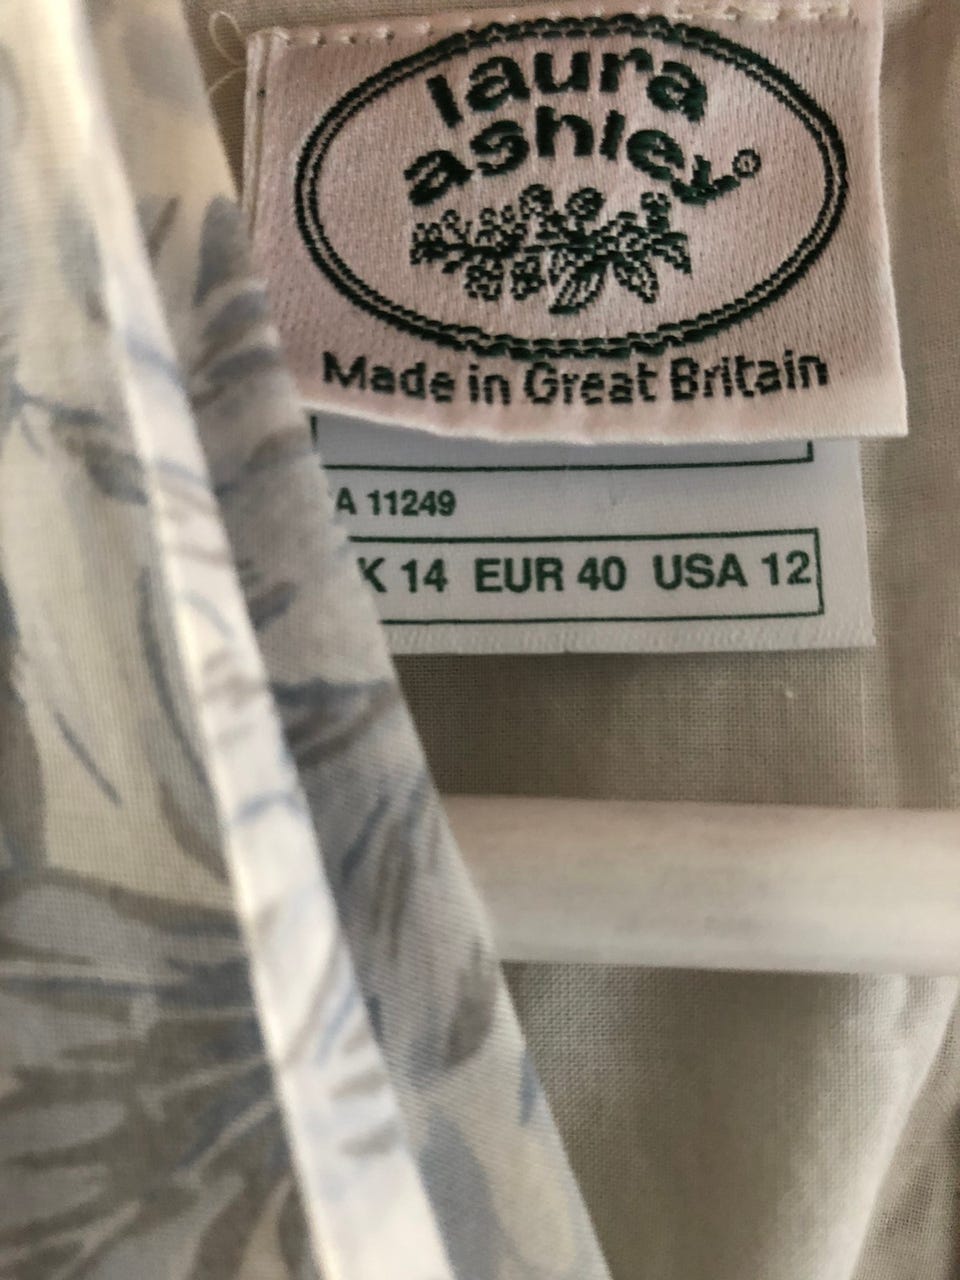 laura
ashley®
Made in Great Britain
A 11249
K 14 EUR 40 USA 12